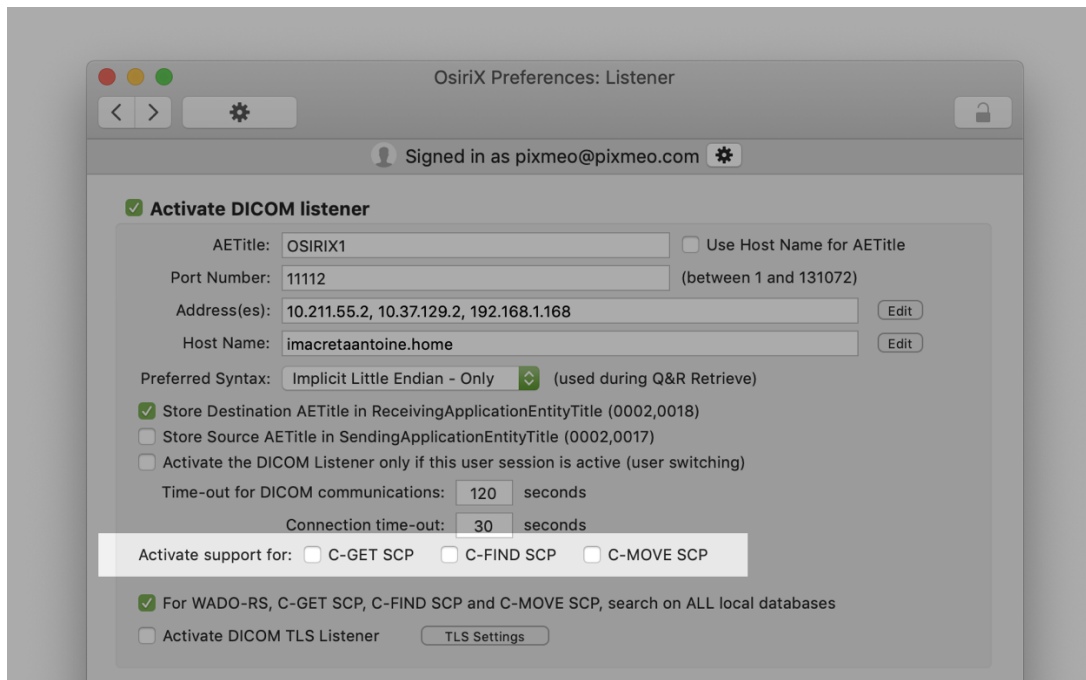 OsiriX Preferences: Listener
Signed in as pixmeo@pixmeo.com
Activate DICOM listener
AETitle: OSIRIX1 Use Host Name for AETitle
Port Number: 11112 (between 1 and 131072)
Address(es): 10.211.55.2, 10.37.129.2, 192.168.1.168 Edit
Host Name: imacretaantoine.home Edit
Preferred Syntax: Implicit Little Endian - Only (used during Q&R Retrieve)
Store Destination AETitle in ReceivingApplicationEntityTitle (0002,0018)
Store Source AETitle in SendingApplicationEntityTitle (0002,0017)
Activate the DICOM Listener only if this user session is active (user switching)
Time-out for DICOM communications: 120 seconds
Connection time-out: 30 seconds
Activate support for: C-GET SCP C-FIND SCP C-MOVE SCP
For WADO-RS, C-GET SCP, C-FIND SCP and C-MOVE SCP, search on ALL local databases
Activate DICOM TLS Listener TLS Settings